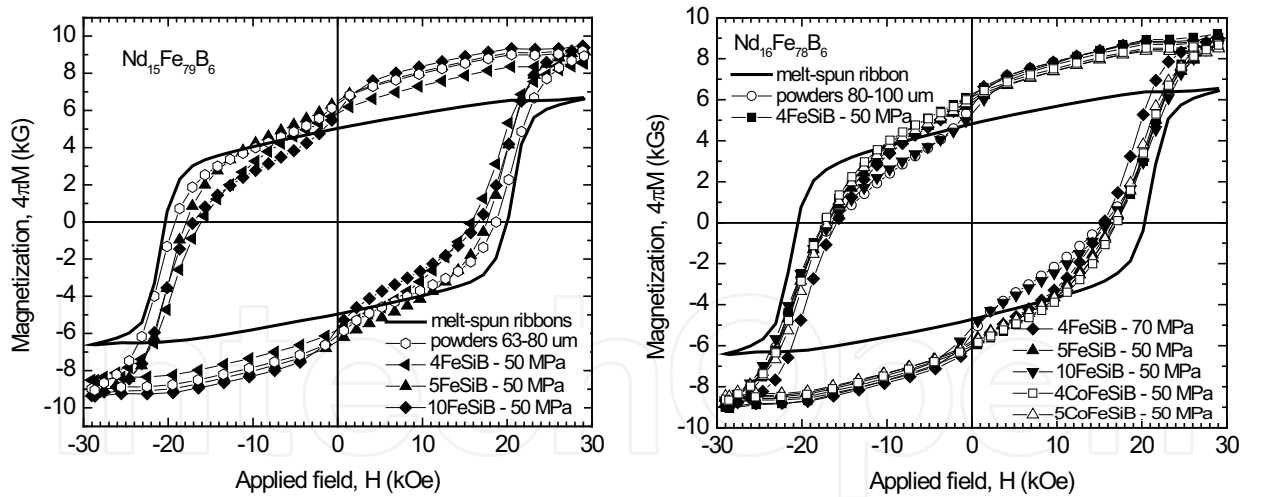 Nd15Fe79B6
10
8
6
4
2
0
-2
-4
-6
-8
-10
-30
-20
-10
0
10
20
30
Magnetization, 4πM (kG)
Applied field, H (kOe)
melt-spun ribbons
powders 63-80 um
4FeSiB - 50 MPa
5FeSiB - 50 MPa
10FeSiB - 50 MPa
Nd16Fe78B6
melt-spun ribbon
powders 80-100 um
4FeSiB - 50 MPa
10
8
6
4
2
0
-2
-4
-6
-8
-10
-30
-20
-10
0
10
20
30
Magnetization, 4πM (kGs)
Applied field, H (kOe)
4FeSiB - 70 MPa
5FeSiB - 50 MPa
10FeSiB - 50 MPa
4CoFeSiB - 50 MPa
5CoFeSiB - 50 MPa